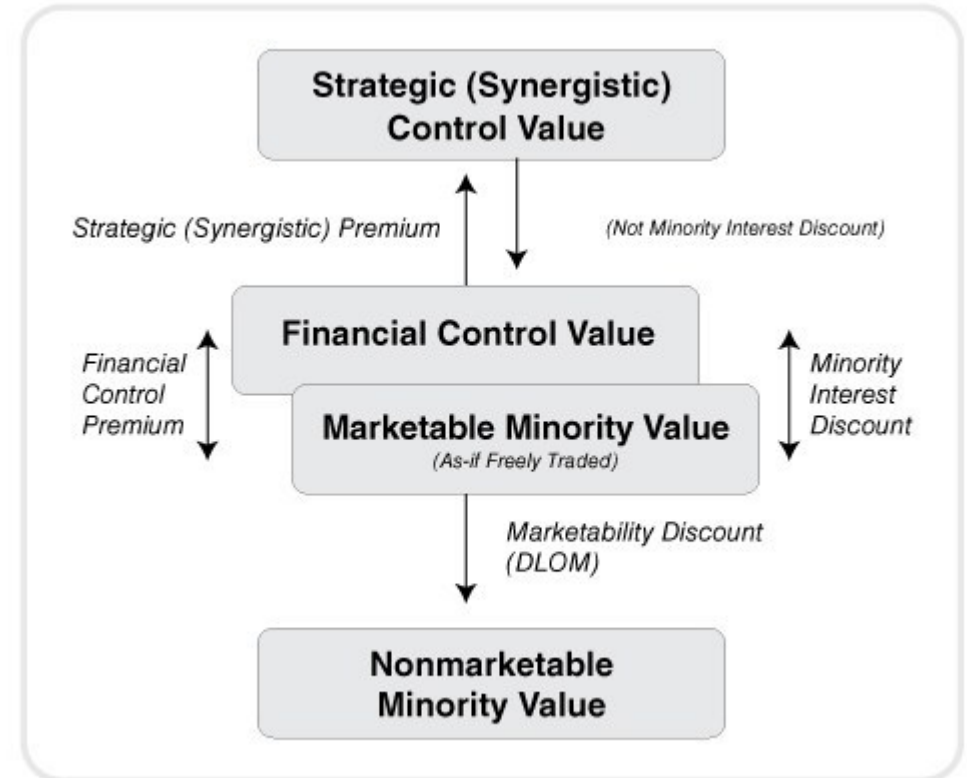 Strategic (Synergistic)
Control Value
Strategic (Synergistic) Premium
(Not Minority Interest Discount)
Financial Control Value
Financial
Control
Premium
Minority
Interest
Discount
Marketable Minority Value
(As-if Freely Traded)
Marketability Discount
(DLOM)
Nonmarketable
Minority Value